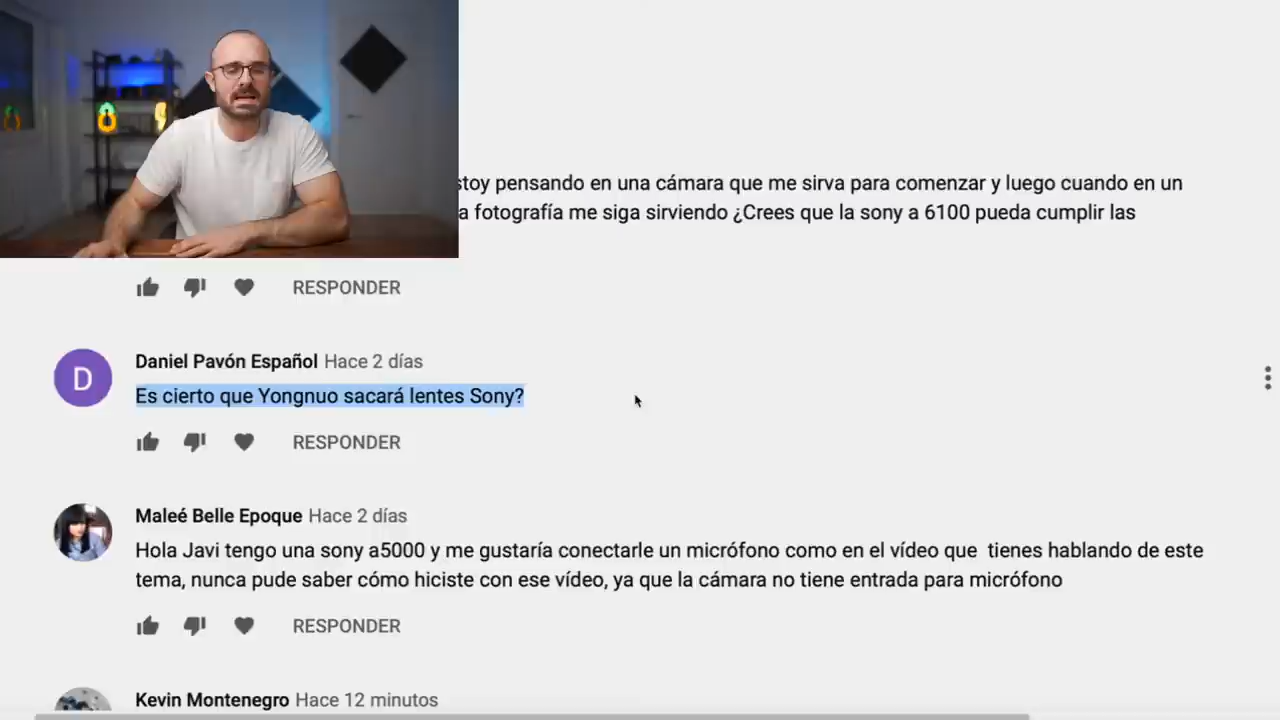 stoy pensando en una cámara que me sirva para comenzar y luego cuando en un
a fotografía me siga sirviendo ¿Crees que la sony a 6100 pueda cumplir las
RESPONDER
D
Daniel Pavón Español Hace 2 días
Es cierto que Yongnuo sacará lentes Sony?
RESPONDER
Maleé Belle Epoque Hace 2 días
Hola Javi tengo una sony a5000 y me gustaría conectarle un micrófono como en el vídeo que tienes hablando de este
tema, nunca pude saber cómo hiciste con ese vídeo, ya que la cámara no tiene entrada para micrófono
RESPONDER
Kevin Montenegro Hace 12 minutos